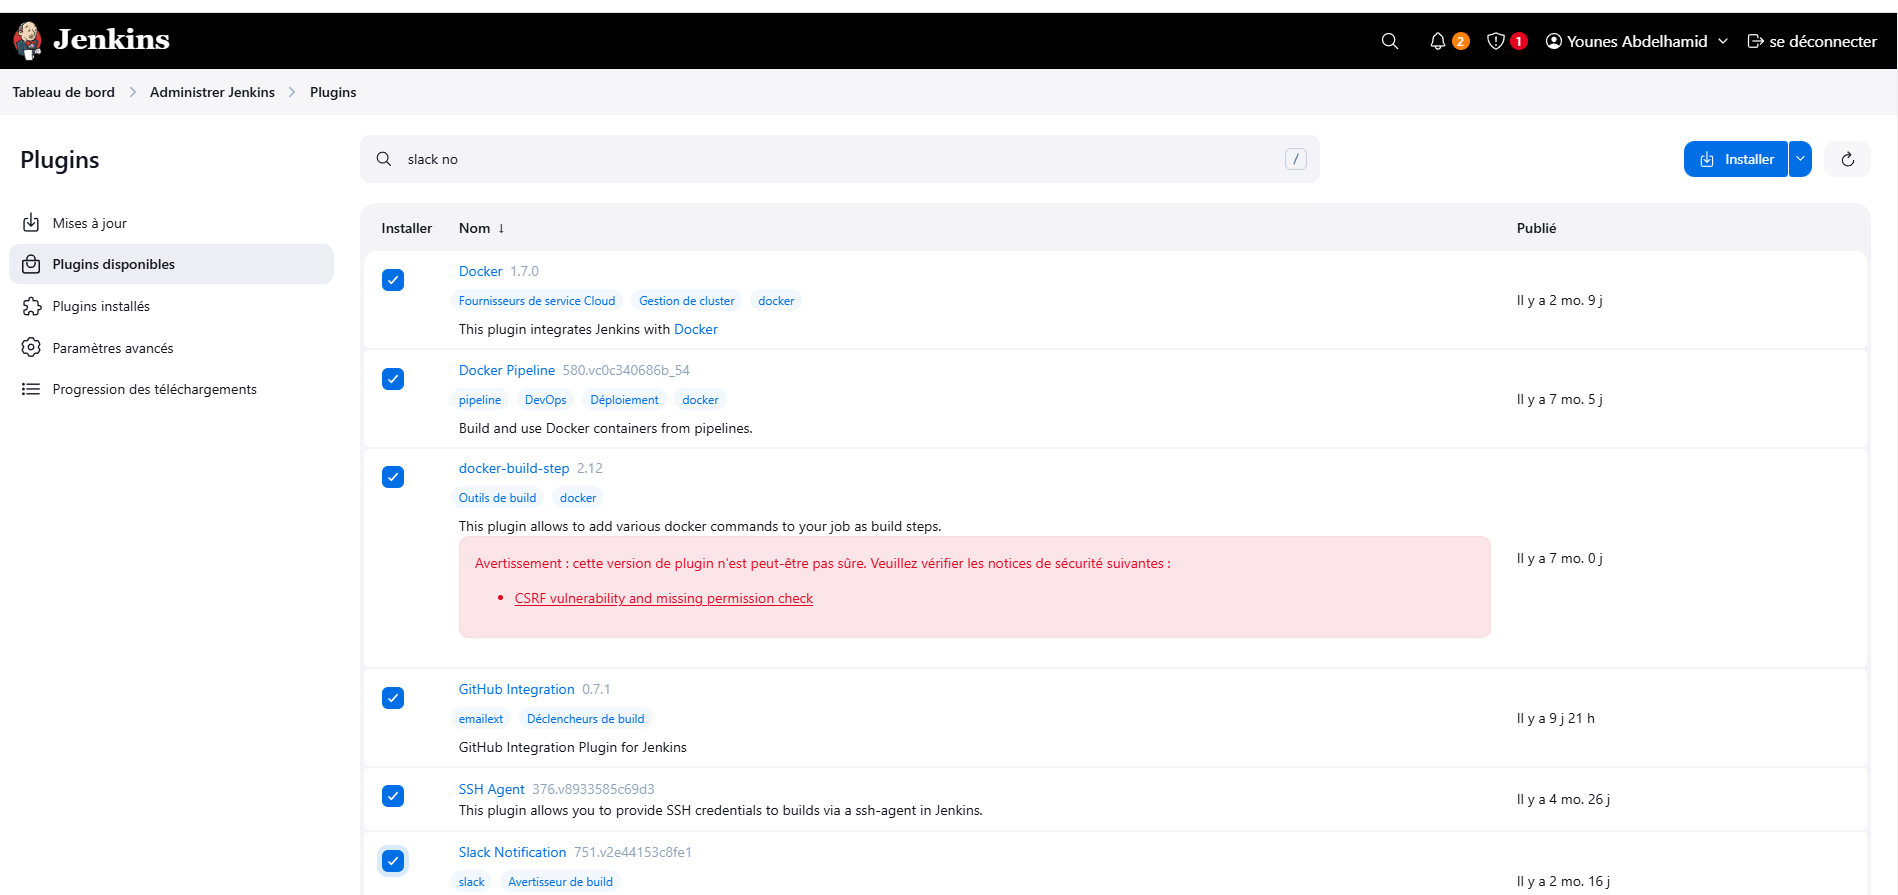 Jenkins
2
1
Younes Abdelhamid
se déconnecter
Tableau de bord
Administrer Jenkins
Plugins
Plugins
slack no
/
Installer
Mises à jour
Plugins disponibles
Plugins installés
Paramètres avancés
Progression des téléchargements
Installer Nom ↓ Publié
Docker 1.7.0
Fournisseurs de service Cloud Gestion de cluster docker
This plugin integrates Jenkins with Docker
Il y a 2 mo. 9 j
Docker Pipeline 580.vc0c340686b_54
pipeline DevOps Déploiement docker
Build and use Docker containers from pipelines.
Il y a 7 mo. 5 j
docker-build-step 2.12
Outils de build docker
This plugin allows to add various docker commands to your job as build steps.
Avertissement : cette version de plugin n'est peut-être pas sûre. Veuillez vérifier les notices de sécurité suivantes :
• CSRF vulnerability and missing permission check
Il y a 7 mo. 0 j
GitHub Integration 0.7.1
emailext Déclencheurs de build
GitHub Integration Plugin for Jenkins
Il y a 9 j 21 h
SSH Agent 376.v8933585c69d3
This plugin allows you to provide SSH credentials to builds via a ssh-agent in Jenkins.
Il y a 4 mo. 26 j
Slack Notification 751.v2e44153c8fe1
slack Avertisseur de build
Il y a 2 mo. 16 j